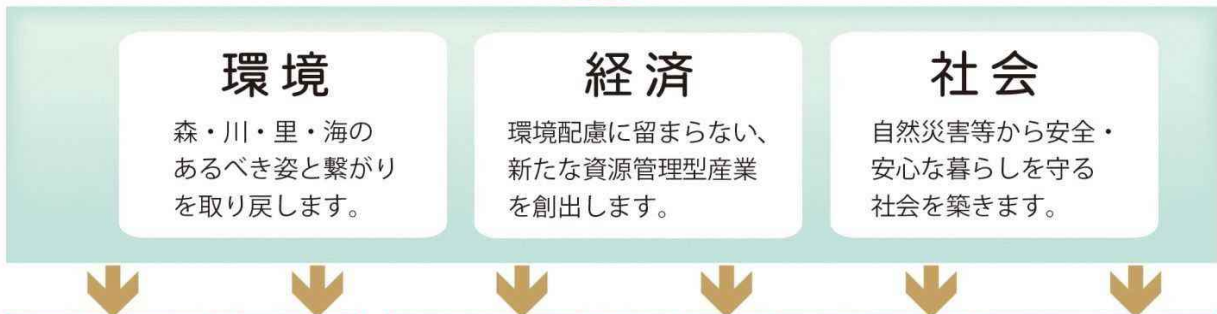 環境
森・川・里・海の
あるべき姿と繋がり
を取り戻します。
経済
環境配慮に留まらない、
新たな資源管理型産業
を創出します。
社会
自然災害等から安全・
安心な暮らしを守る
社会を築きます。